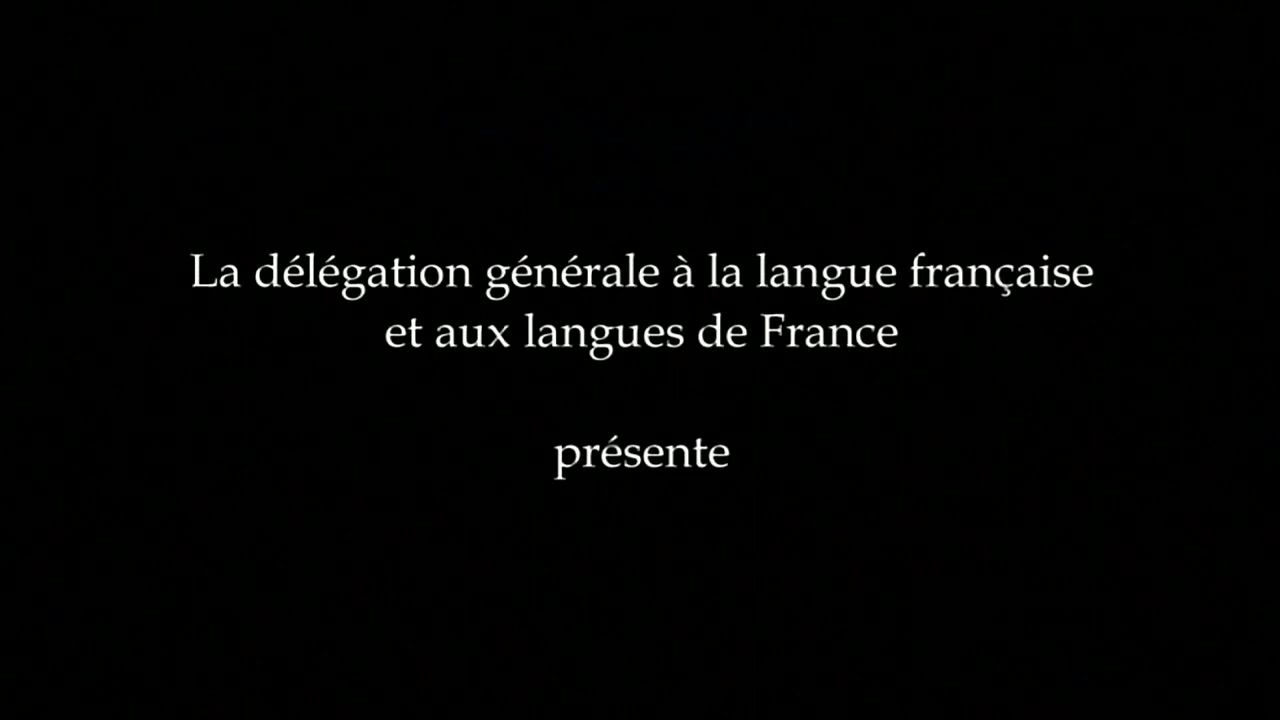 La délégation générale à la langue française
et aux langues de France
présente